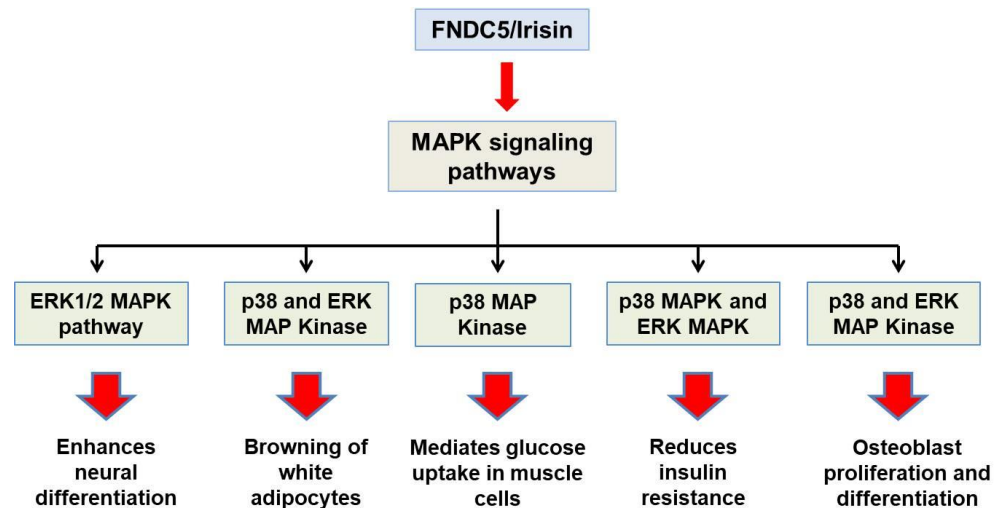 FNDC5/Irisin
MAPK signaling
pathways
ERK1/2 MAPK
pathway
p38 and ERK
MAP Kinase
p38 MAP
Kinase
p38 MAPK and
ERK MAPK
p38 and ERK
MAP Kinase
Enhances
neural
differentiation
Browning of
white
adipocytes
Mediates glucose
uptake in muscle
cells
Reduces
insulin
resistance
Osteoblast
proliferation and
differentiation